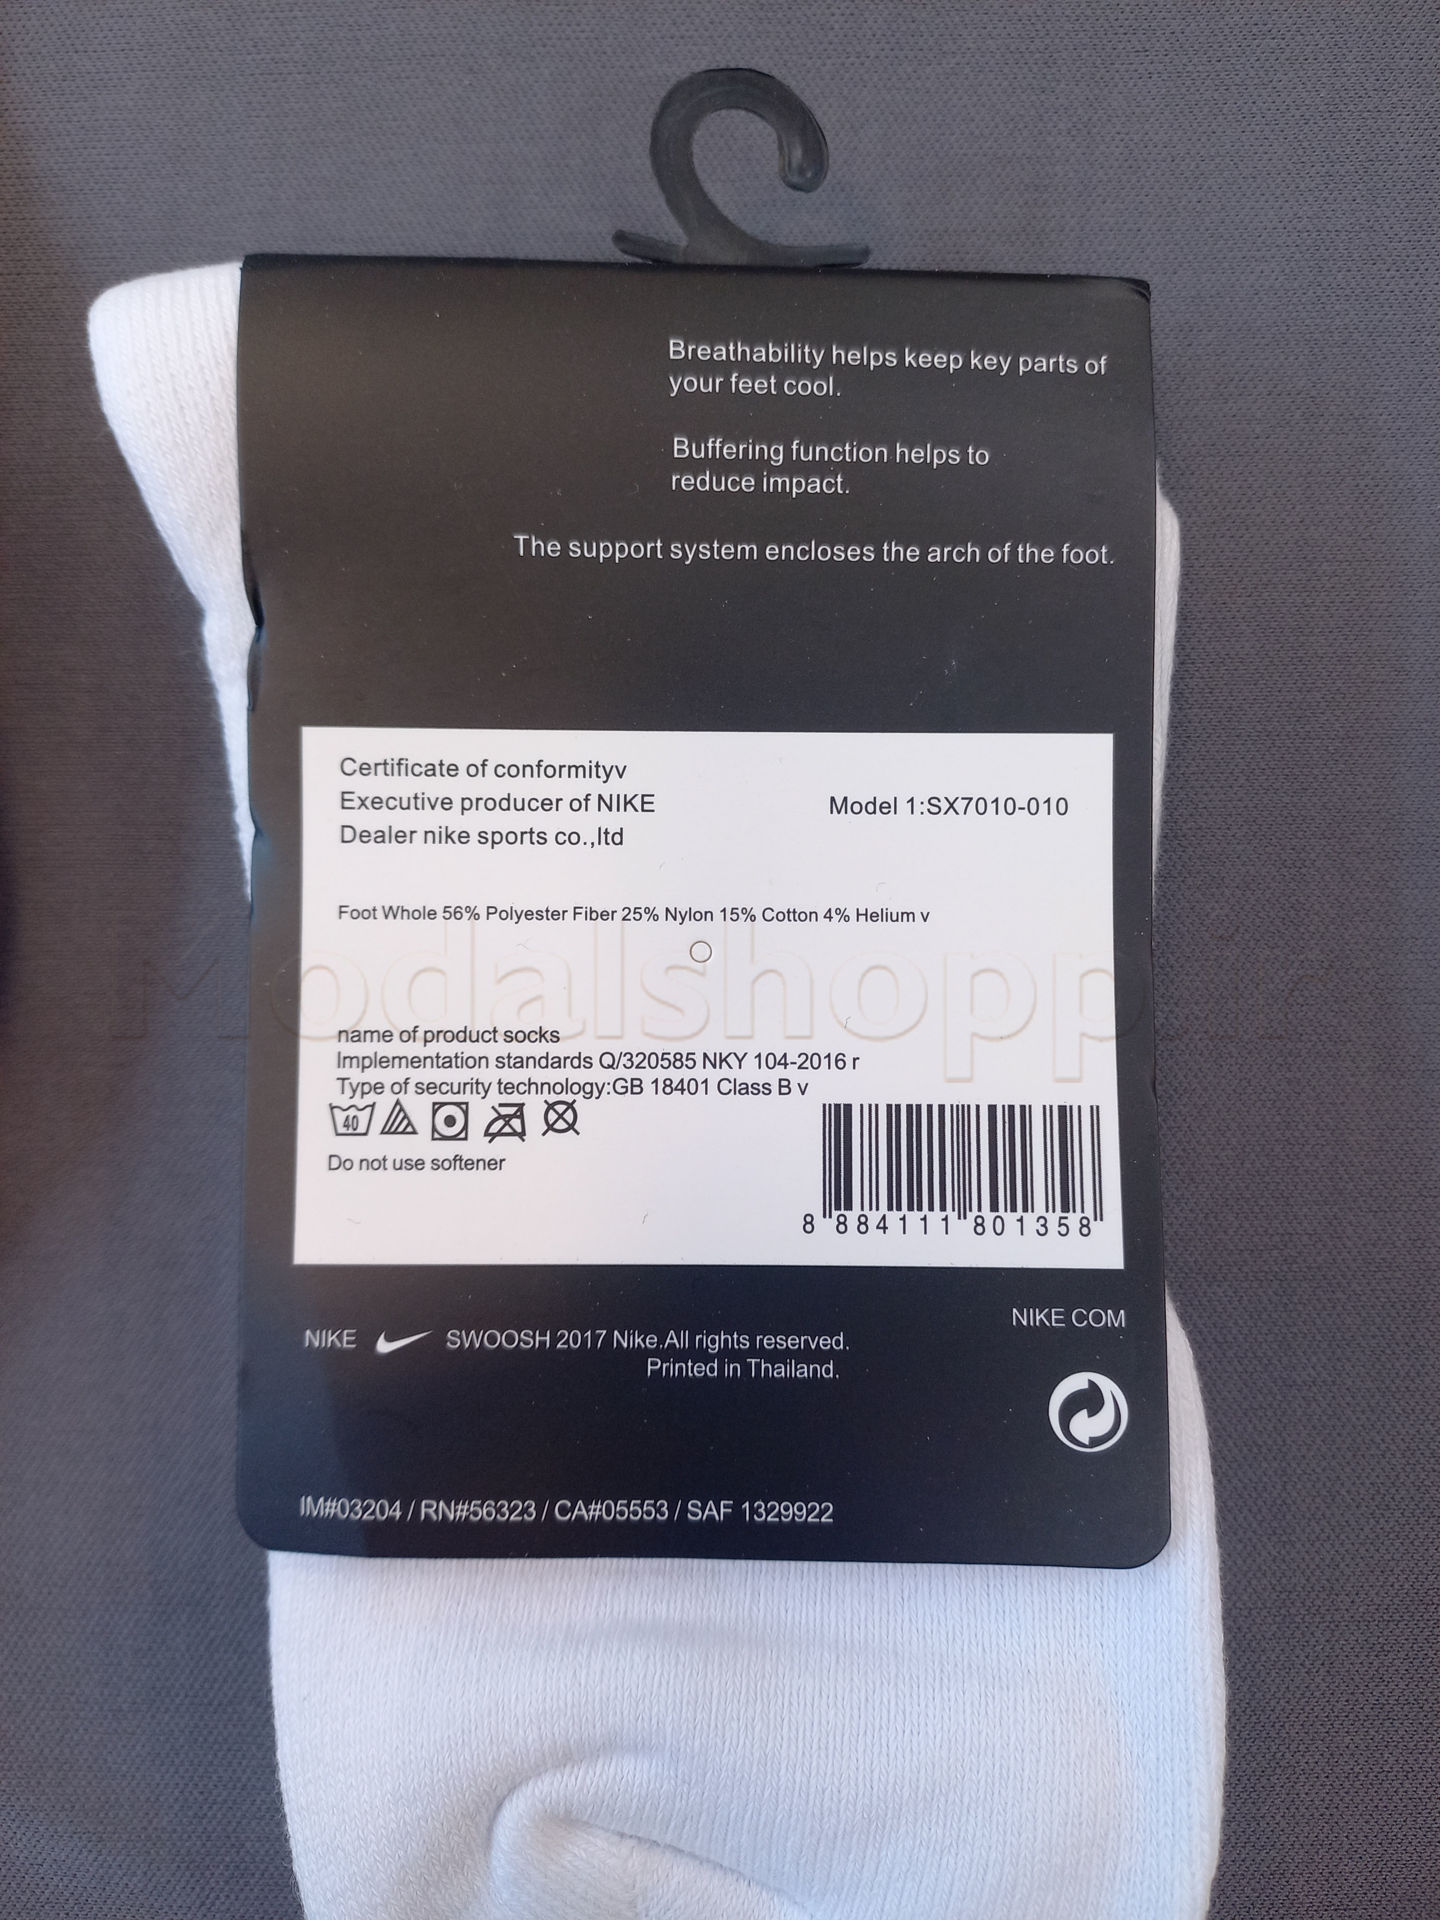 Breathability helps keep key parts of
your feet cool.
Buffering function helps to
reduce impact.
The support system encloses the arch of the foot.
Certificate of conformityv
Executive producer of NIKE
Model 1:SX7010-010
Dealer nike sports co.,ltd
Foot Whole 56% Polyester Fiber 25% Nylon 15% Cotton 4% Helium v
Modalshopp
name of product socks
Implementation standards Q/320585 NKY 104-2016 r
Type of security technology:GB 18401 Class B v
40
Do not use softener
8 884111 801358
NIKE COM
NIKE SWOOSH 2017 Nike.All rights reserved.
Printed in Thailand.
IM#03204 / RN#56323 / CA#05553 / SAF 1329922